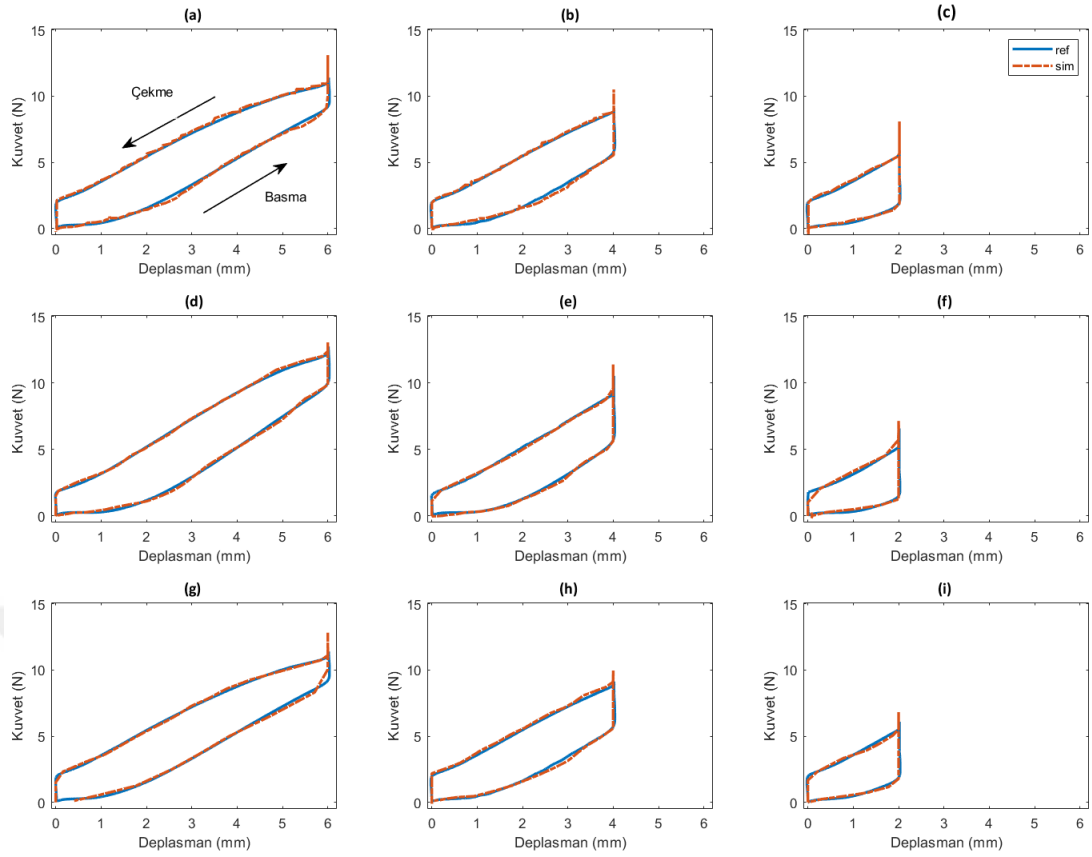 (a)
15
10
5
0
Kuvvet (N)
Çekme
Basma
0 1 2 3 4 5 6
Deplasman (mm)
(b)
15
10
5
0
Kuvvet (N)
0 1 2 3 4 5 6
Deplasman (mm)
(c)
15
10
5
0
Kuvvet (N)
ref
sim
0 1 2 3 4 5 6
Deplasman (mm)
(d)
15
10
5
0
Kuvvet (N)
0 1 2 3 4 5 6
Deplasman (mm)
(e)
15
10
5
0
Kuvvet (N)
0 1 2 3 4 5 6
Deplasman (mm)
(f)
15
10
5
0
Kuvvet (N)
0 1 2 3 4 5 6
Deplasman (mm)
(g)
15
10
5
0
Kuvvet (N)
0 1 2 3 4 5 6
Deplasman (mm)
(h)
15
10
5
0
Kuvvet (N)
0 1 2 3 4 5 6
Deplasman (mm)
(i)
15
10
5
0
Kuvvet (N)
0 1 2 3 4 5 6
Deplasman (mm)